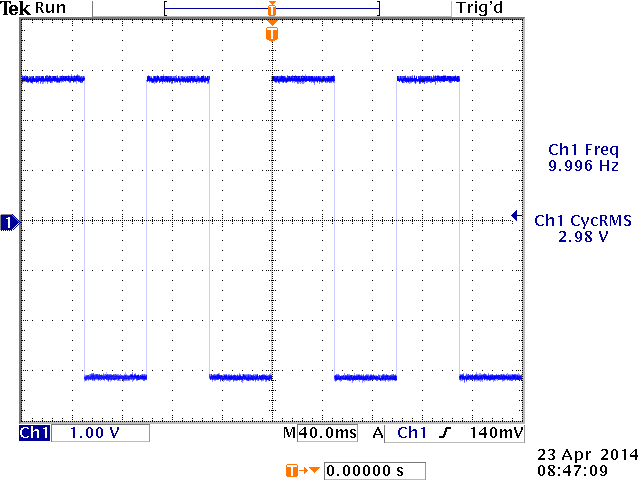 Tek Run Trig'd
T
T
Ch1 Freq
9.996 Hz
1
Ch1 CycRMS
2.98 V
Ch1 1.00 V M 40.0ms A Ch1 140mV
23 Apr 2014
08:47:09
T 0.00000 s